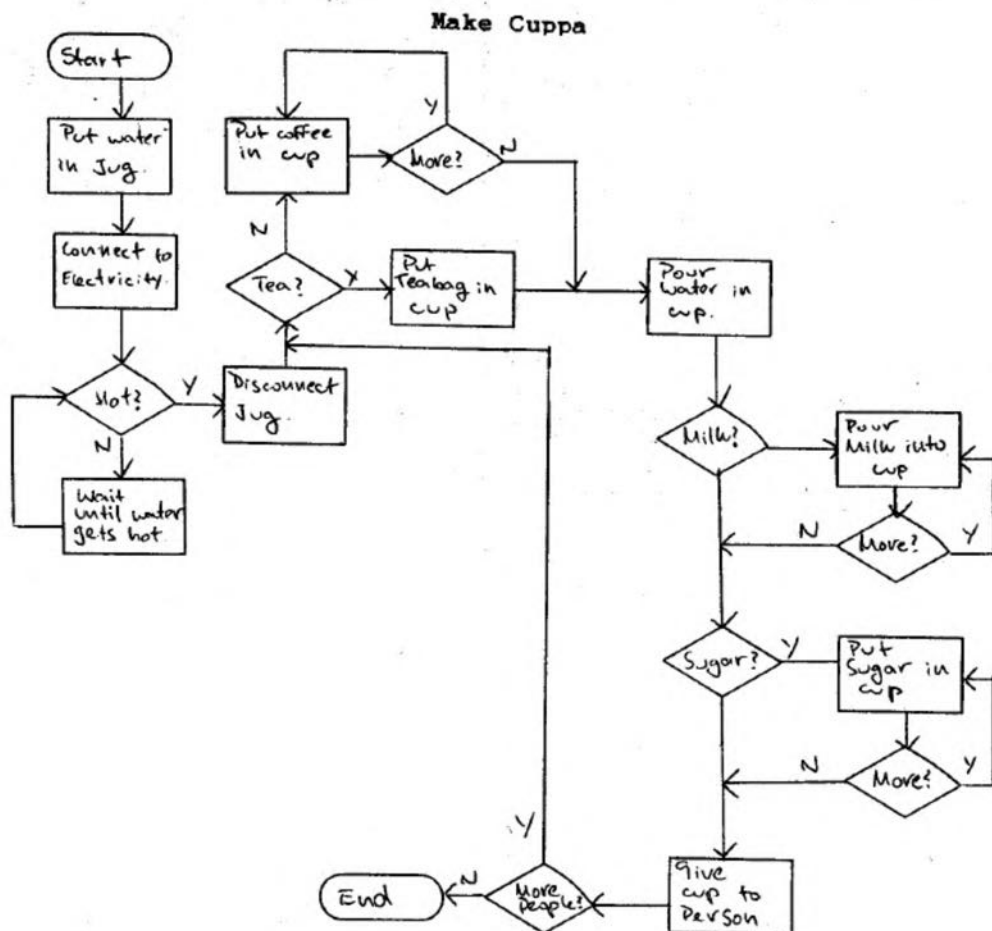 Make Cuppa
Start
Put water
in Jug.
Connect to
Electricity.
Hot?
Y
N
Wait
until water
gets hot.
Disconnect
Jug.
Tea?
N
Y
Put coffee
in cup
More?
Y
N
Put
Teabag in
cup
Pour
water in
cup.
Milk?
Pour
Milk into
cup
More?
N
Y
Sugar?
Y
Put
Sugar in
cup
More?
N
Y
Give
cup to
Person
More
People?
Y
N
End